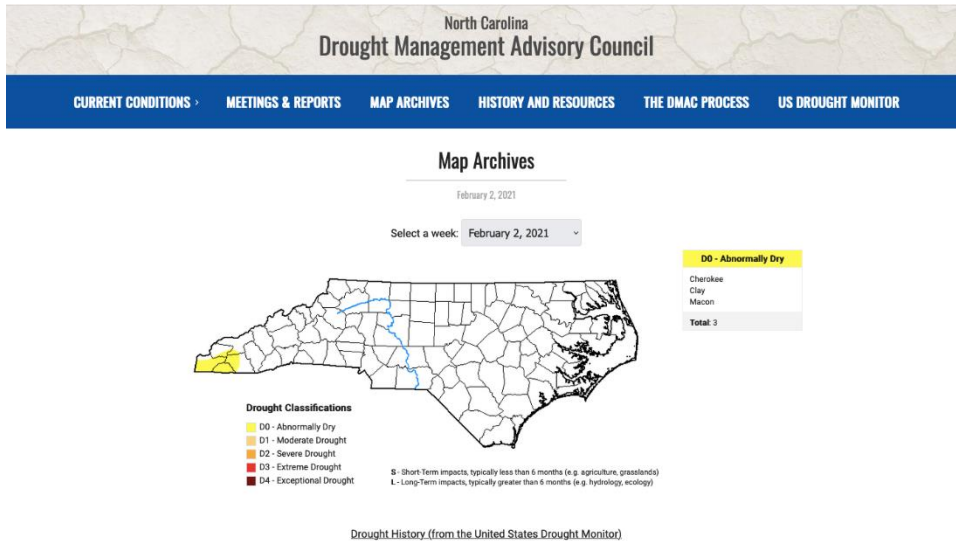 North Carolina
Drought Management Advisory Council
CURRENT CONDITIONS ›
MEETINGS & REPORTS
MAP ARCHIVES
HISTORY AND RESOURCES
THE DMAC PROCESS
US DROUGHT MONITOR
Map Archives
February 2, 2021
Select a week: February 2, 2021
D0 - Abnormally Dry
Cherokee
Clay
Macon
Total: 3
Drought Classifications
D0 - Abnormally Dry
D1 - Moderate Drought
D2 - Severe Drought
D3 - Extreme Drought
D4 - Exceptional Drought
S - Short-Term impacts, typically less than 6 months (e.g. agriculture, grasslands)
L - Long-Term impacts, typically greater than 6 months (e.g. hydrology, ecology)
Drought History (from the United States Drought Monitor)